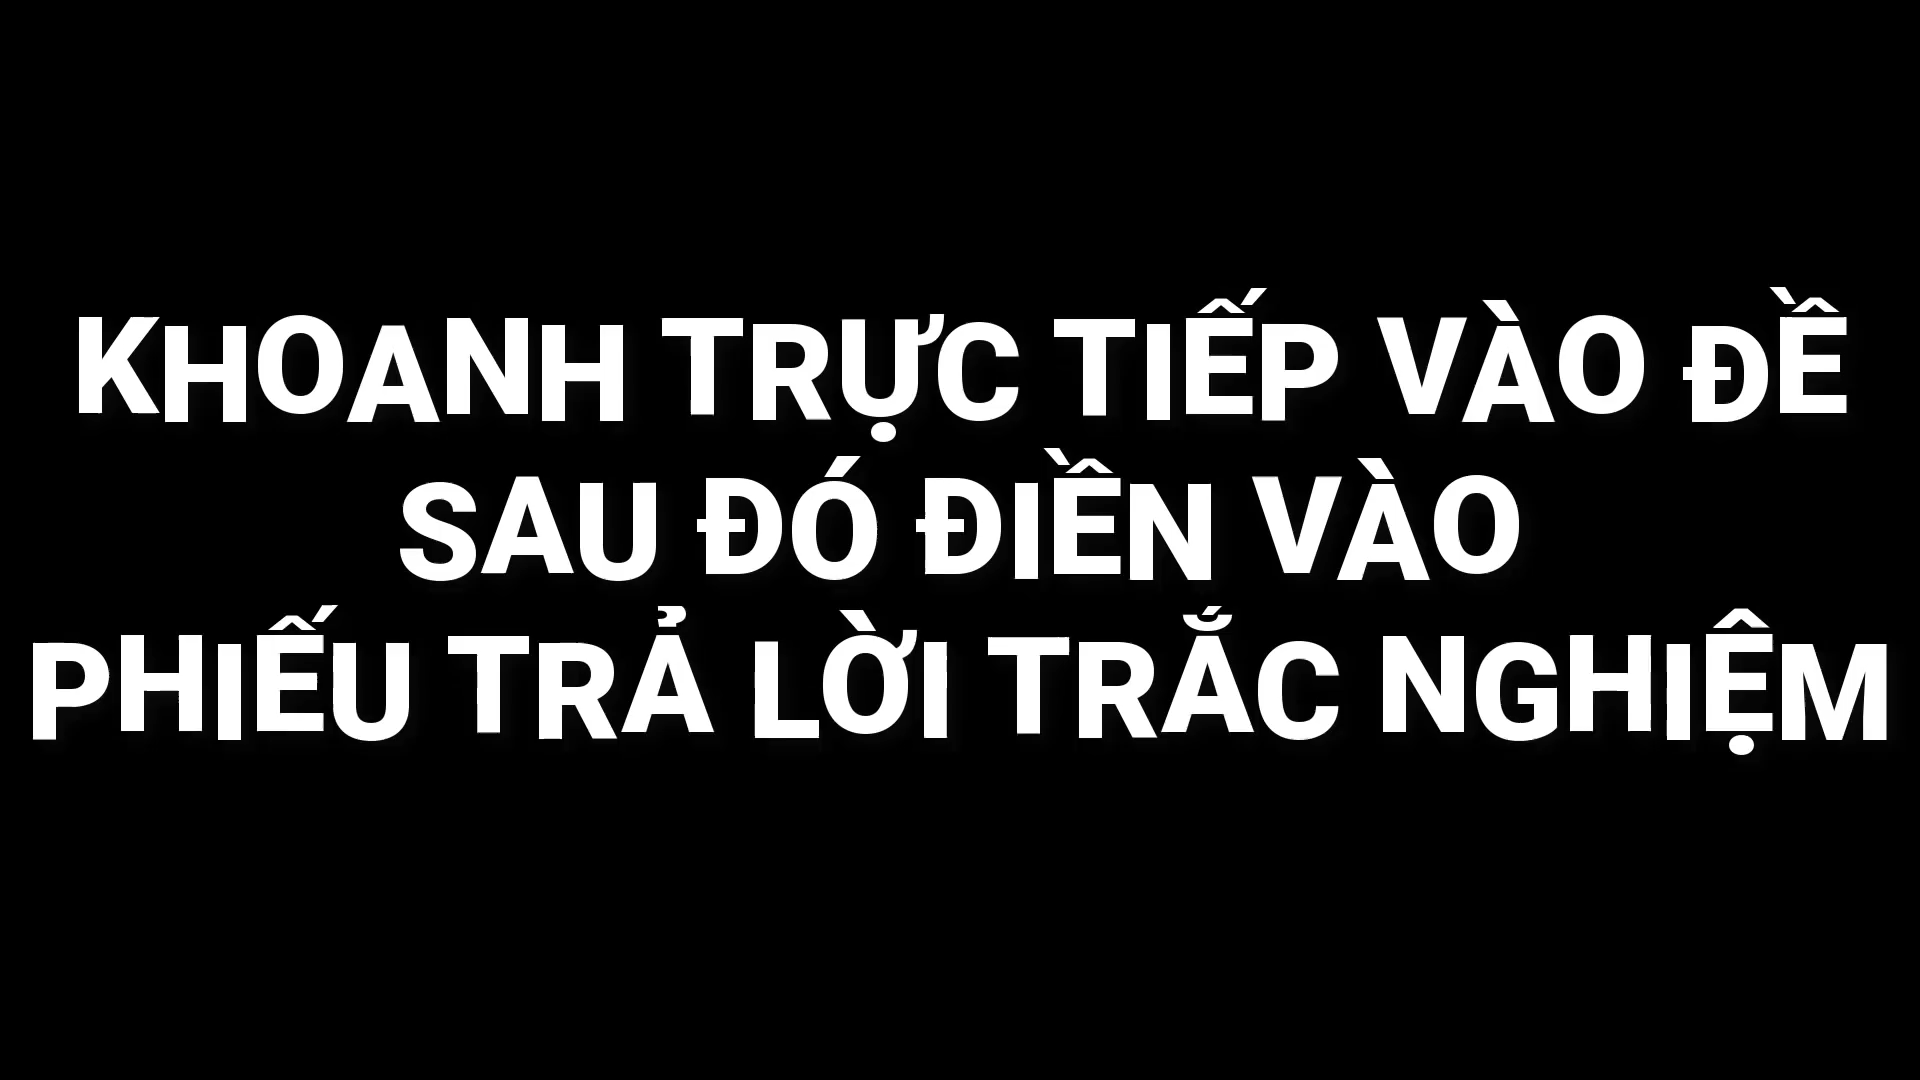 KHOANH TRỰC TIẾP VÀO ĐỀ
SAU ĐÓ ĐIỀN VÀO
PHIẾU TRẢ LỜI TRẮC NGHIỆM